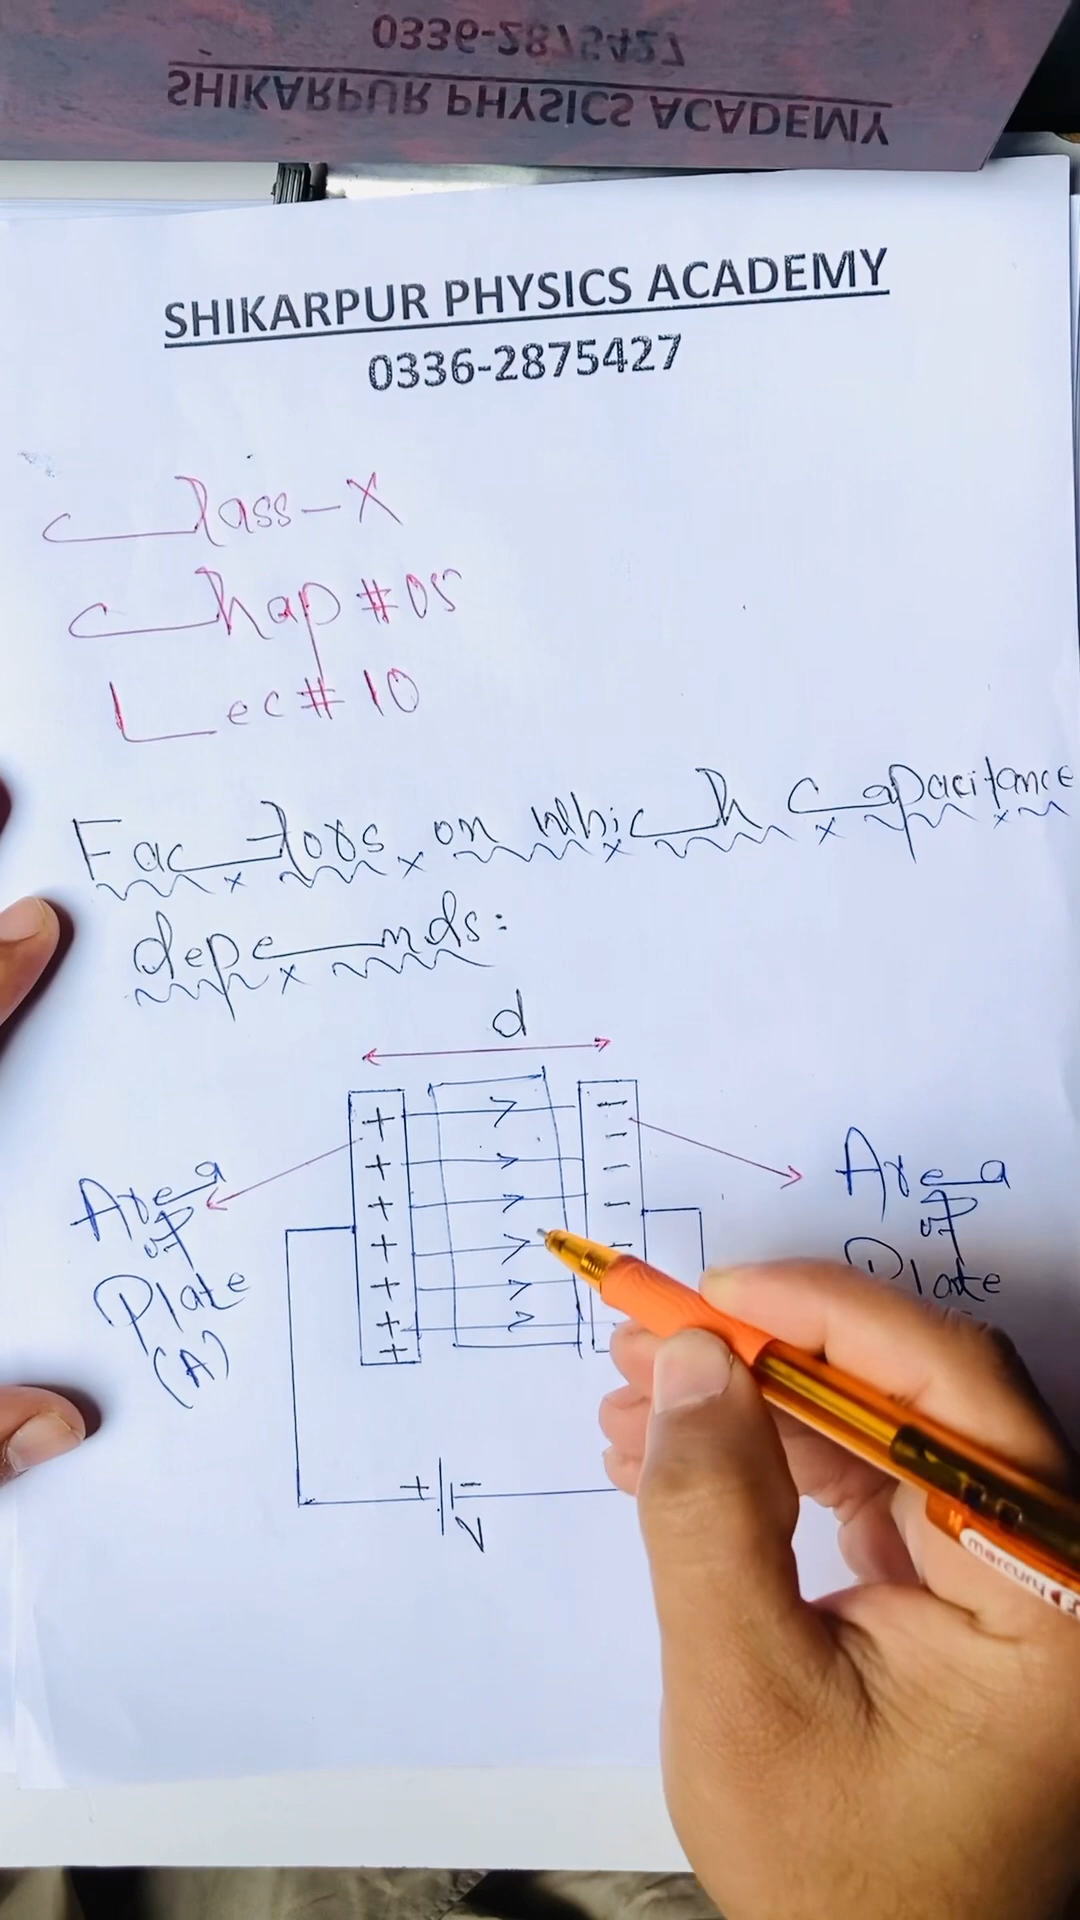 0336-2875427
SHIKARPUR PHYSICS ACADEMY
SHIKARPUR PHYSICS ACADEMY
0336-2875427
Class-X
Chap #05
Lec# 10
Factors on which Capacitance
depends:
d
+ −
+ −
+ −
+ −
+ −
+
+
+
Area
of
Plate
(A)
Area
of
Plate
+ −
V
mercury